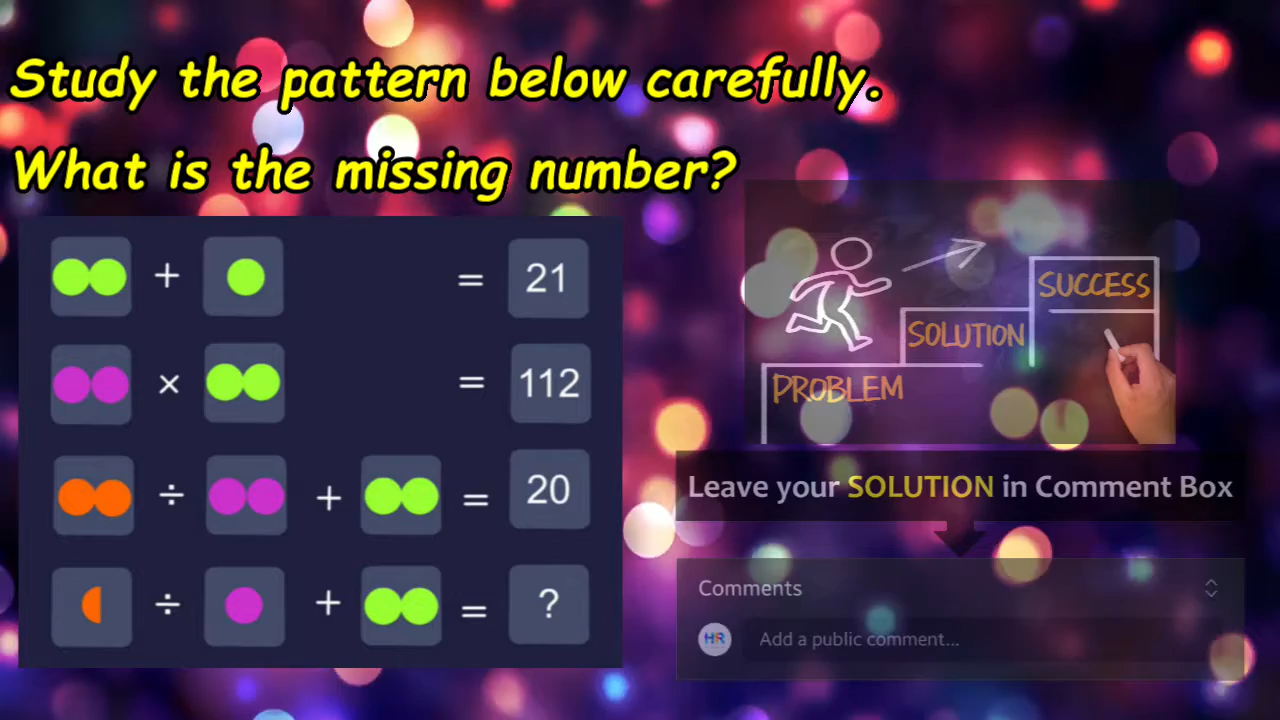 Study the pattern below carefully.
What is the missing number?
+ = 21
× = 112
÷ + = 20
÷ + = ?
SUCCESS
SOLUTION
PROBLEM
Leave your SOLUTION in Comment Box
Comments
HR Add a public comment...